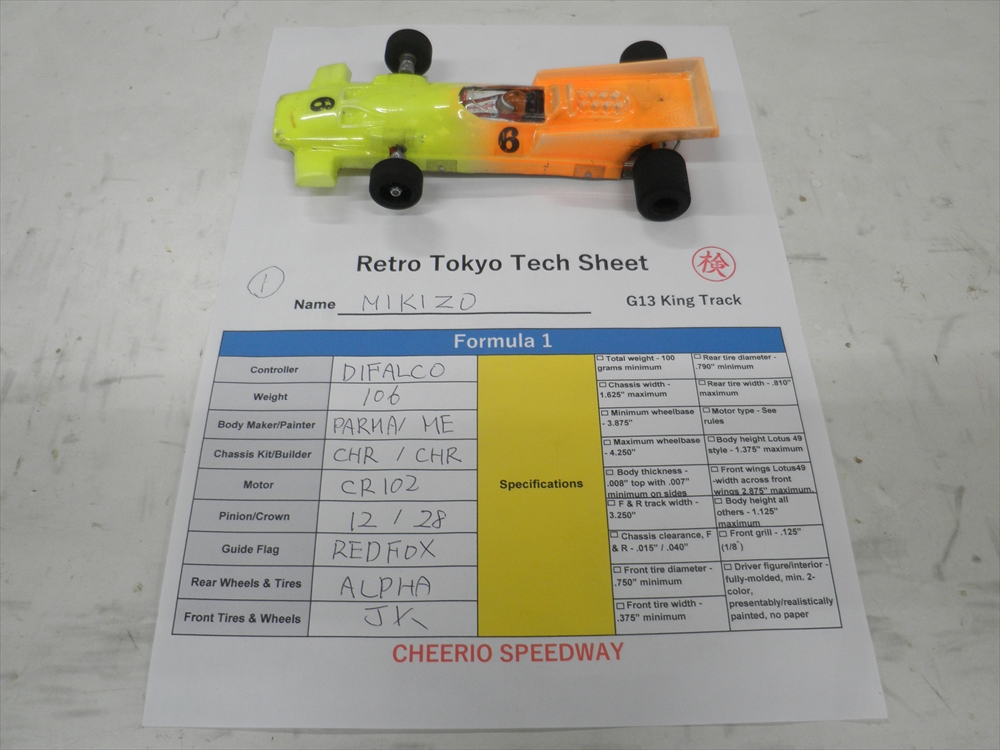 6
6
Retro Tokyo Tech Sheet
検
1
Name MIKIZO
G13 King Track
Formula 1
Controller DIFALCO
Weight 106
Body Maker/Painter PARMA/ ME
Chassis Kit/Builder CHR / CHR
Motor CR102
Pinion/Crown 12 / 28
Guide Flag REDFOX
Rear Wheels & Tires ALPHA
Front Tires & Wheels JK
Specifications
Total weight - 100
grams minimum
Rear tire diameter -
.790" minimum
Chassis width -
1.625" maximum
Rear tire width - .810"
maximum
Minimum wheelbase
- 3.875"
Motor type - See
rules
Maximum wheelbase
- 4.250"
Body height Lotus 49
style - 1.375" maximum
Body thickness -
.008" top with .007"
minimum on sides
Front wings Lotus49
-width across front
wings 2.875" maximum.
F & R track width -
3.250"
Body height all
others - 1.125"
maximum
Chassis clearance, F
& R - .015" / .040"
Front grill - .125"
(1/8")
Front tire diameter -
.750" minimum
Driver figure/interior -
fully-molded, min. 2-
color,
presentably/realistically
painted, no paper
Front tire width -
.375" minimum
CHEERIO SPEEDWAY